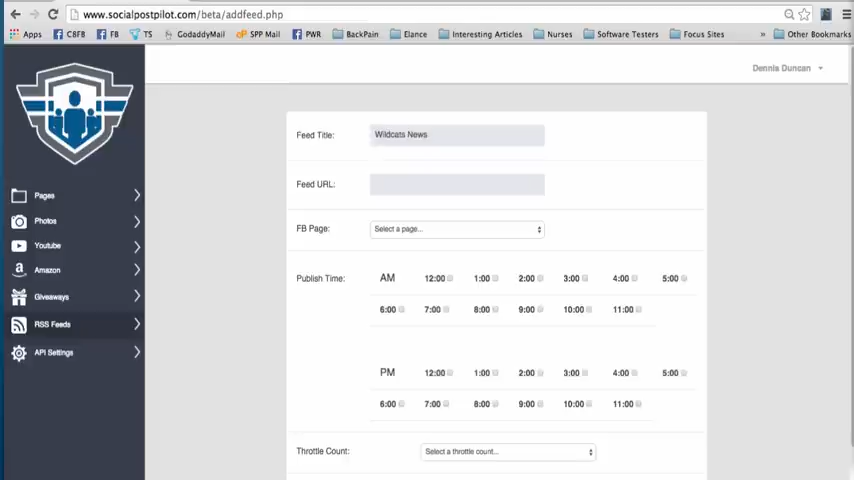 www.socialpostpilot.com/beta/addfeed.php
Apps CBFB FB TS GodaddyMail SPP Mail PWR BackPain Elance Interesting Articles Nurses Software Testers Focus Sites » Other Bookmarks
Dennis Duncan
Feed Title: Wildcats News
Feed URL:
FB Page: Select a page...
Publish Time: AM 12:00 1:00 2:00 3:00 4:00 5:00
6:00 7:00 8:00 9:00 10:00 11:00
PM 12:00 1:00 2:00 3:00 4:00 5:00
6:00 7:00 8:00 9:00 10:00 11:00
Throttle Count: Select a throttle count...
Pages
Photos
Youtube
Amazon
Giveaways
RSS Feeds
API Settings